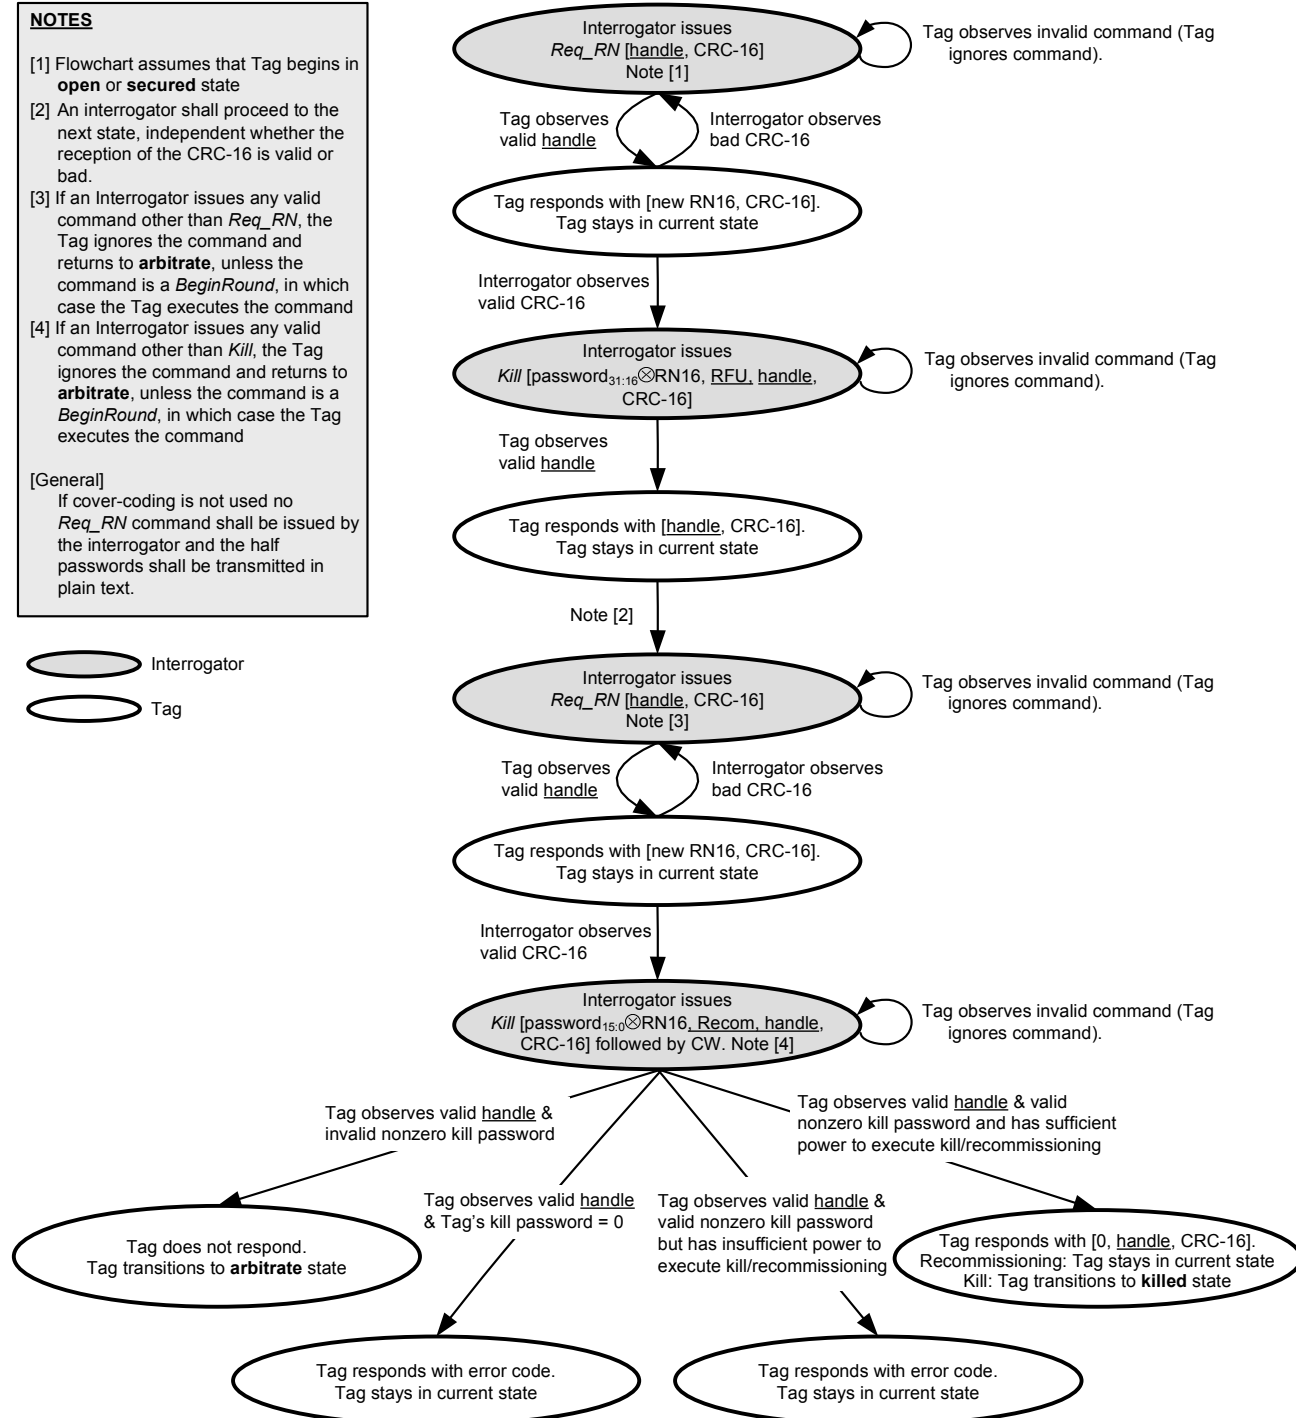 NOTES
[1] Flowchart assumes that Tag begins in
open or secured state
[2] An interrogator shall proceed to the
next state, independent whether the
reception of the CRC-16 is valid or
bad.
[3] If an Interrogator issues any valid
command other than Req_RN, the
Tag ignores the command and
returns to arbitrate, unless the
command is a BeginRound, in which
case the Tag executes the command
[4] If an Interrogator issues any valid
command other than Kill, the Tag
ignores the command and returns to
arbitrate, unless the command is a
BeginRound, in which case the Tag
executes the command
[General]
If cover-coding is not used no
Req_RN command shall be issued by
the interrogator and the half
passwords shall be transmitted in
plain text.
Interrogator
Tag
Interrogator issues
Req_RN [handle, CRC-16]
Note [1]
Tag observes invalid command (Tag
ignores command).
Tag observes
valid handle
Interrogator observes
bad CRC-16
Tag responds with [new RN16, CRC-16].
Tag stays in current state
Interrogator observes
valid CRC-16
Interrogator issues
Kill [password31:16⊗RN16, RFU, handle,
CRC-16]
Tag observes invalid command (Tag
ignores command).
Tag observes
valid handle
Tag responds with [handle, CRC-16].
Tag stays in current state
Note [2]
Interrogator issues
Req_RN [handle, CRC-16]
Note [3]
Tag observes invalid command (Tag
ignores command).
Tag observes
valid handle
Interrogator observes
bad CRC-16
Tag responds with [new RN16, CRC-16].
Tag stays in current state
Interrogator observes
valid CRC-16
Interrogator issues
Kill [password15:0⊗RN16, Recom, handle,
CRC-16] followed by CW. Note [4]
Tag observes invalid command (Tag
ignores command).
Tag observes valid handle &
invalid nonzero kill password
Tag observes valid handle
& Tag's kill password = 0
Tag observes valid handle &
valid nonzero kill password
but has insufficient power to
execute kill/recommissioning
Tag observes valid handle & valid
nonzero kill password and has sufficient
power to execute kill/recommissioning
Tag does not respond.
Tag transitions to arbitrate state
Tag responds with [0, handle, CRC-16].
Recommissioning: Tag stays in current state
Kill: Tag transitions to killed state
Tag responds with error code.
Tag stays in current state
Tag responds with error code.
Tag stays in current state